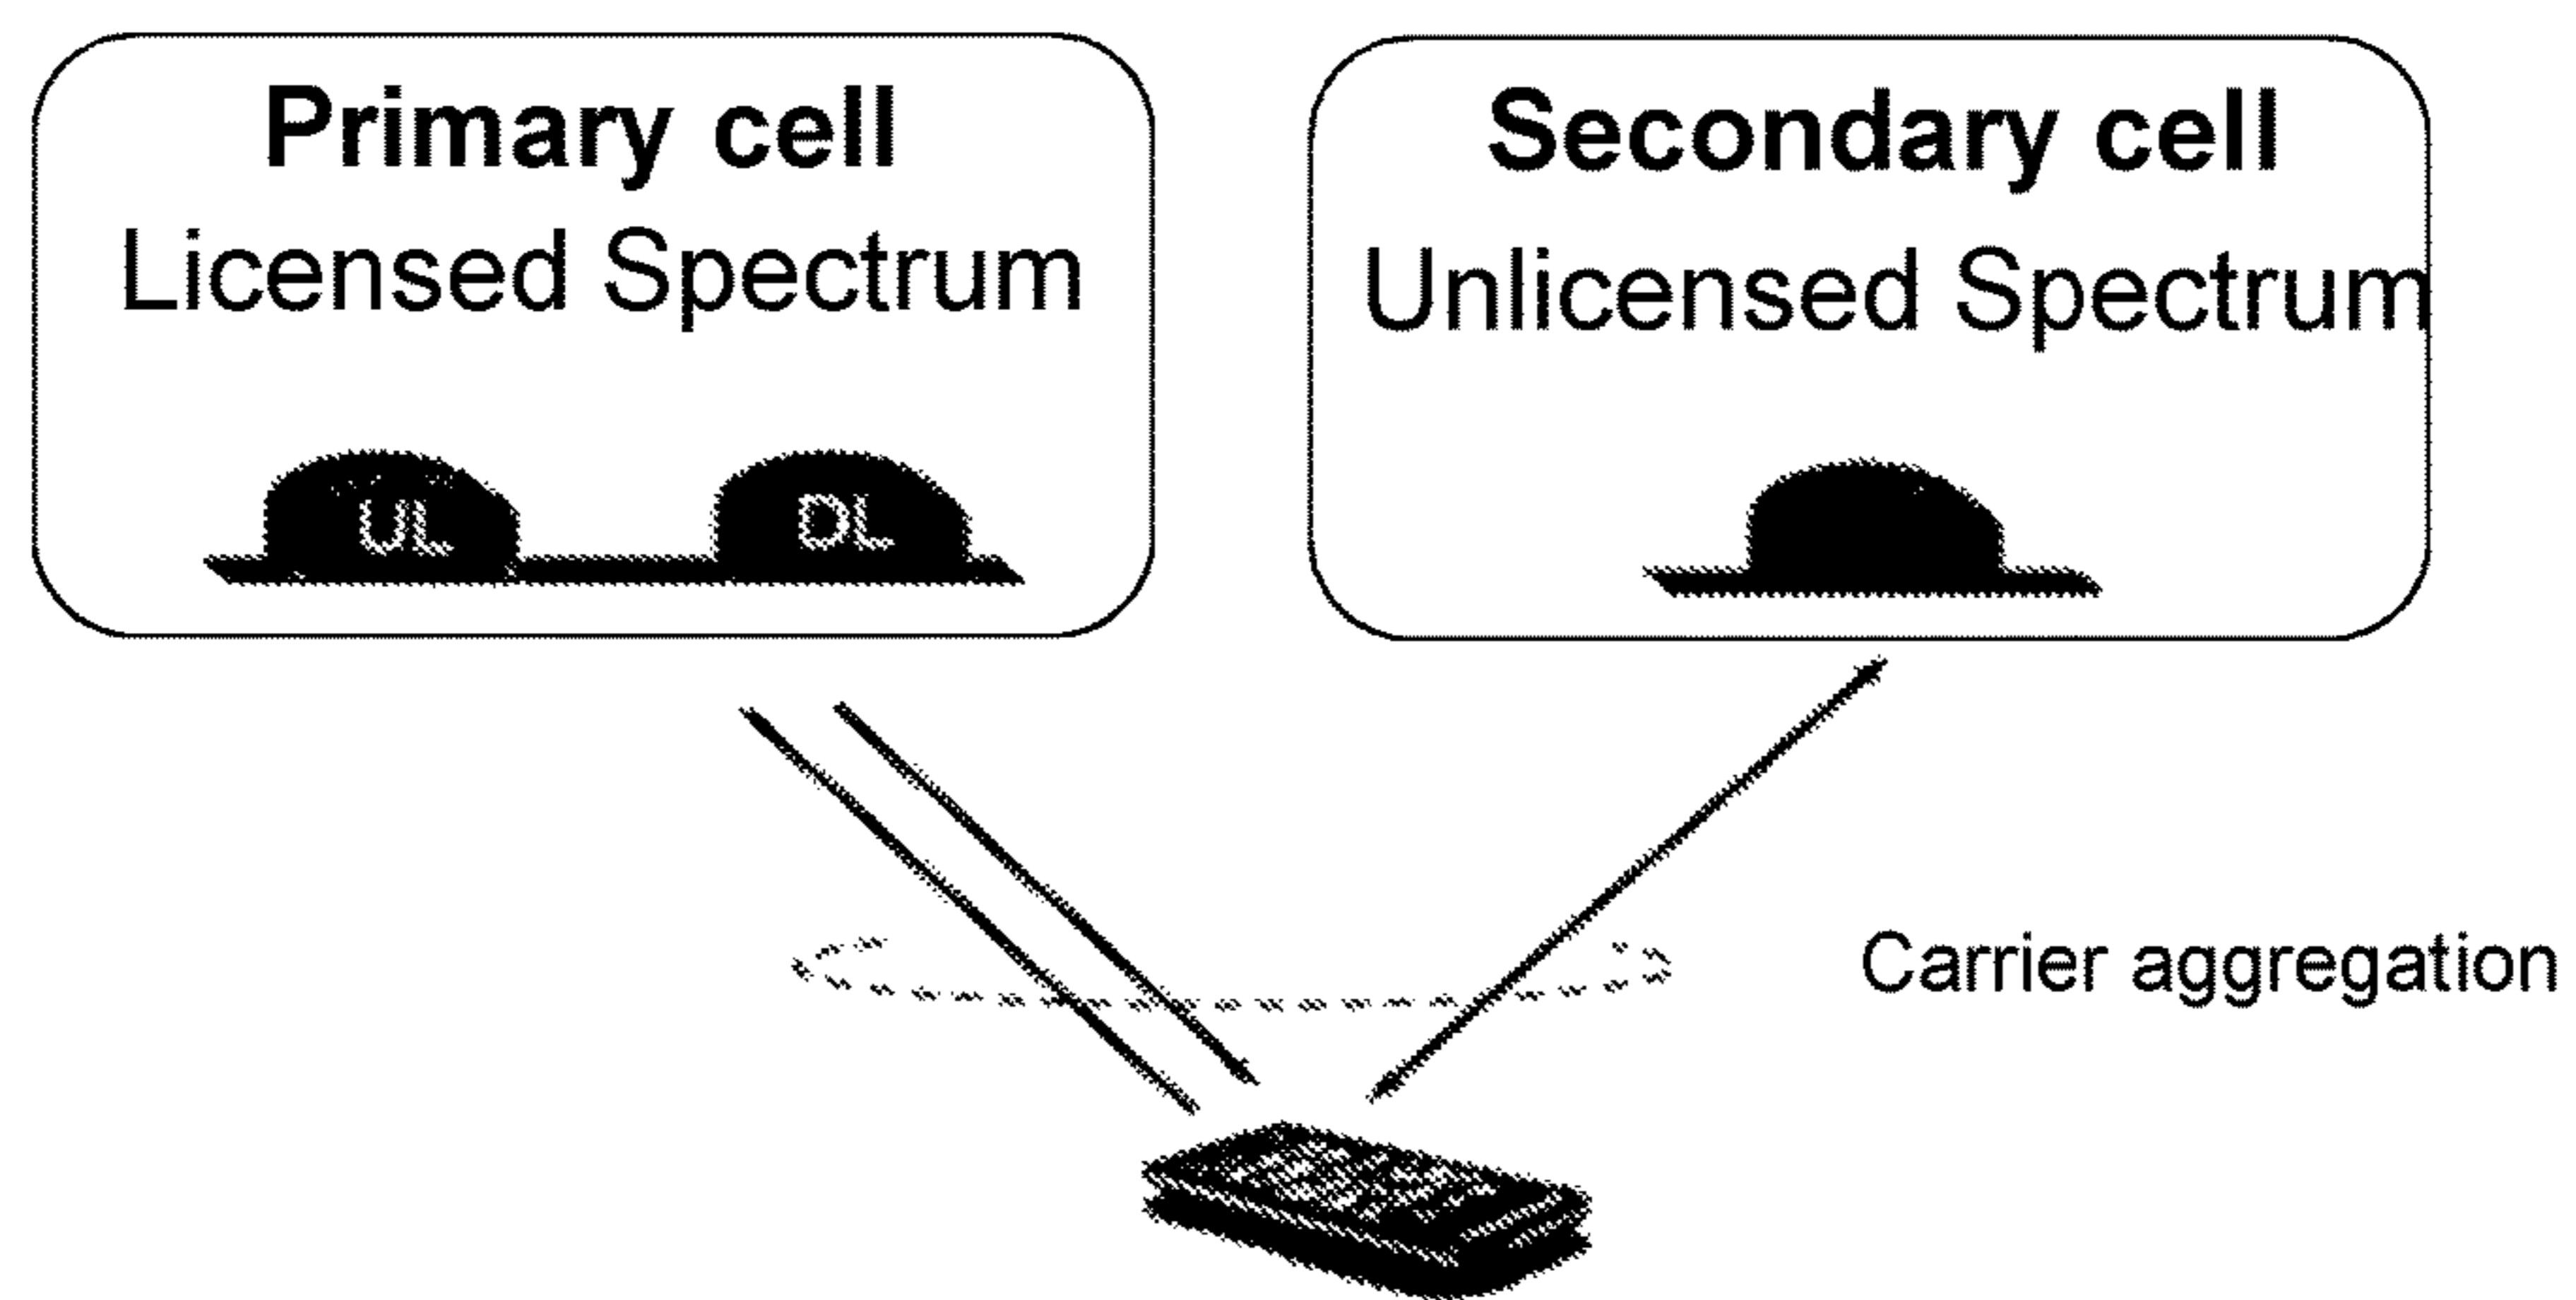 Primary cell
Licensed Spectrum
UL
DL
Secondary cell
Unlicensed Spectrum
Carrier aggregation